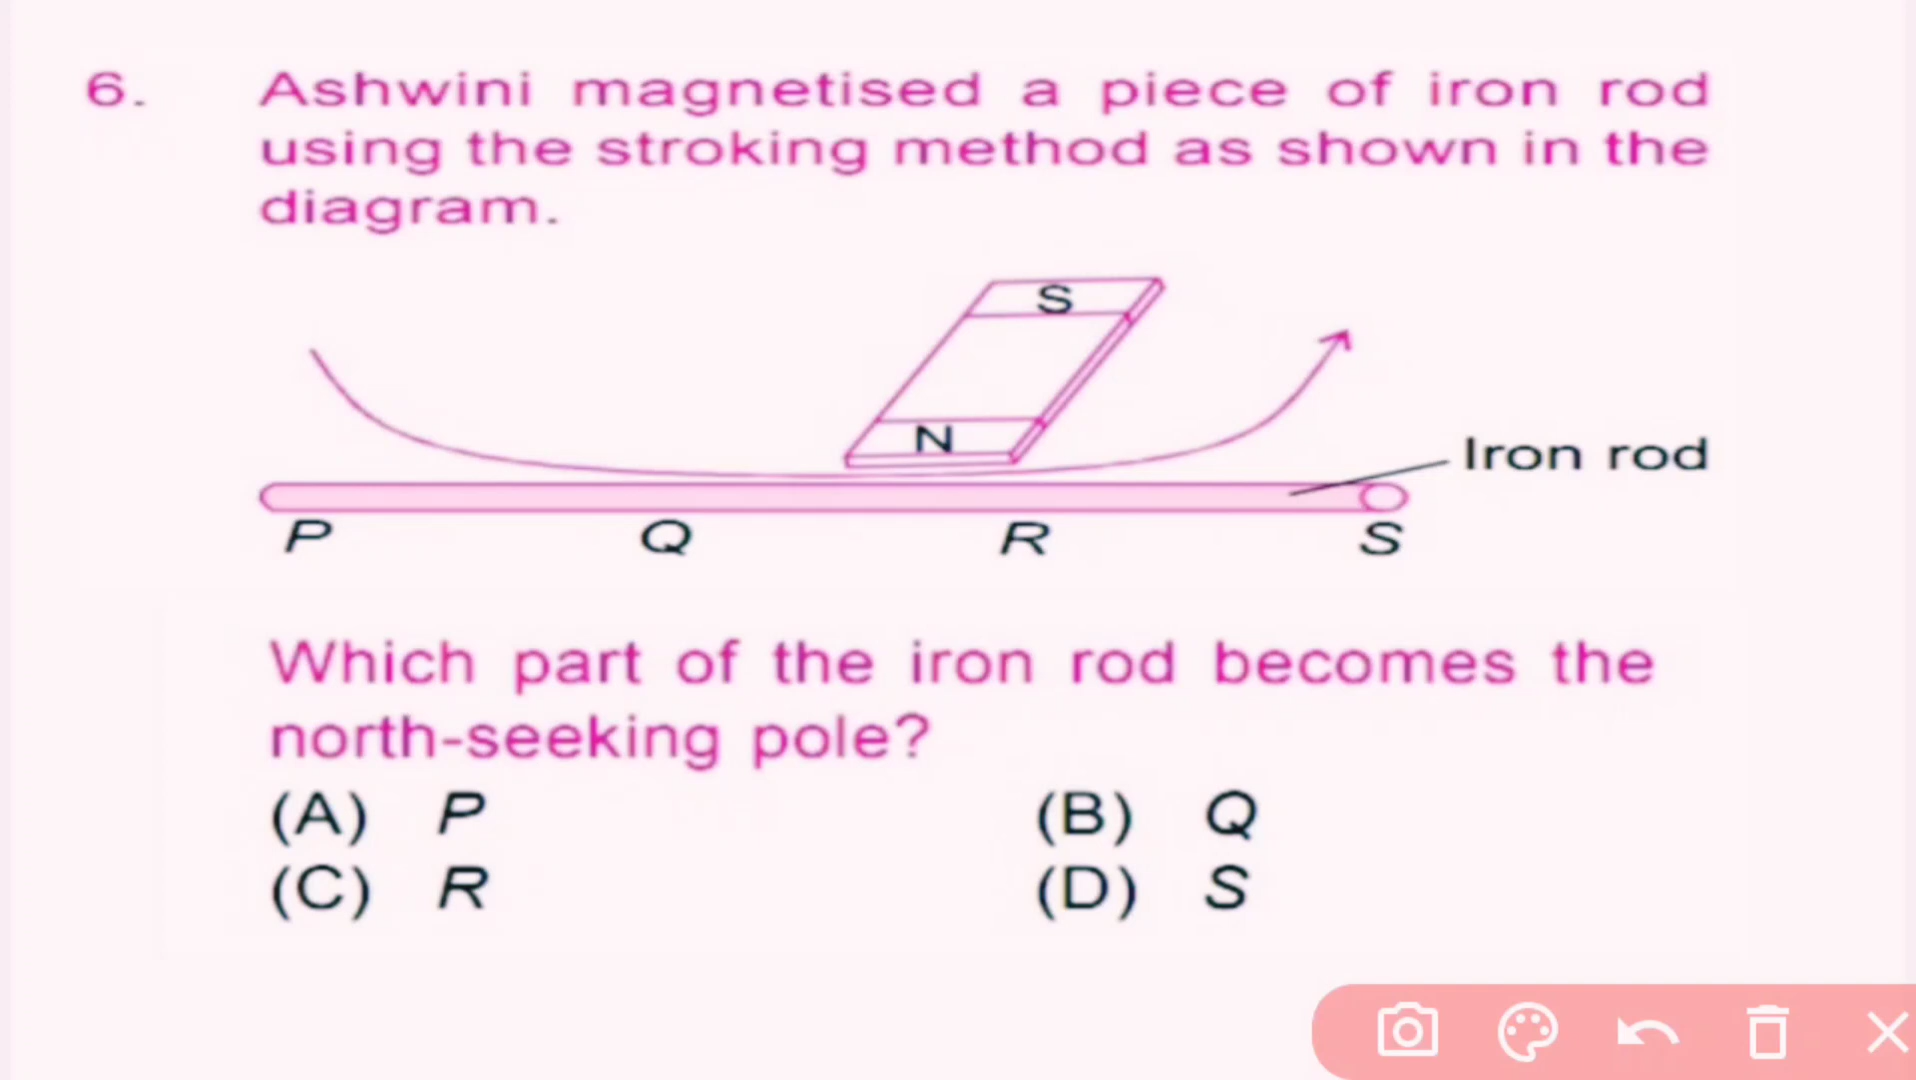 6. Ashwini magnetised a piece of iron rod
using the stroking method as shown in the
diagram.
S
N
Iron rod
P Q R S
Which part of the iron rod becomes the
north-seeking pole?
(A) P (B) Q
(C) R (D) S